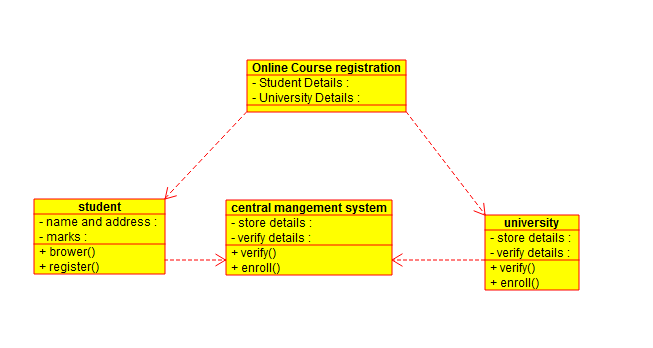 Online Course registration
- Student Details :
- University Details :
student
- name and address :
- marks :
+ brower()
+ register()
central mangement system
- store details :
- verify details :
+ verify()
+ enroll()
university
- store details :
- verify details :
+ verify()
+ enroll()